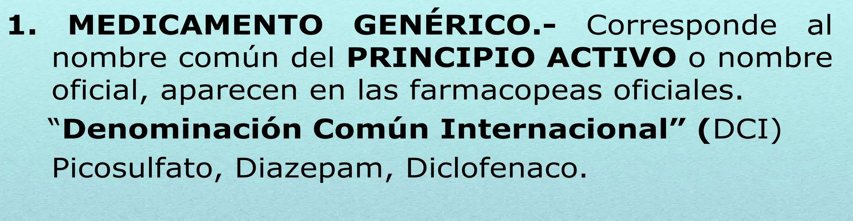 1. MEDICAMENTO GENÉRICO.- Corresponde al
nombre común del PRINCIPIO ACTIVO o nombre
oficial, aparecen en las farmacopeas oficiales.
“Denominación Común Internacional” (DCI)
Picosulfato, Diazepam, Diclofenaco.